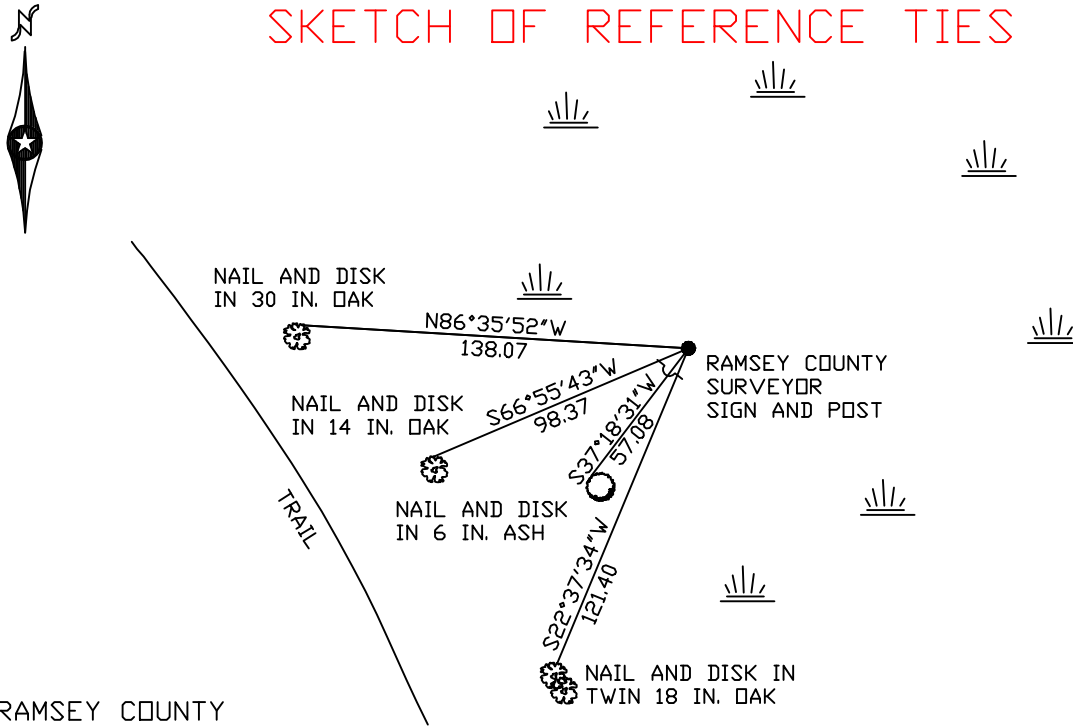 N
SKETCH OF REFERENCE TIES
NAIL AND DISK
IN 30 IN. OAK
N86°35'52"W
138.07
RAMSEY COUNTY
SURVEYOR
SIGN AND POST
NAIL AND DISK
IN 14 IN. OAK
S66°55'43"W
98.37
S37°18'31"W
57.08
NAIL AND DISK
IN 6 IN. ASH
TRAIL
S22°37'34"W
121.40
NAIL AND DISK IN
TWIN 18 IN. OAK
RAMSEY COUNTY